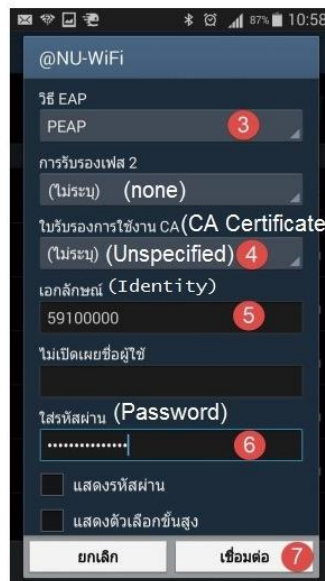 87% 10:58
@NU-WiFi
วิธี EAP
PEAP 3
การรับรองเฟส 2
(ไม่ระบุ) (none)
ใบรับรองการใช้งาน CA (CA Certificate
(ไม่ระบุ) (Unspecified) 4
เอกลักษณ์ (Identity)
59100000 5
ไม่เปิดเผยชื่อผู้ใช้
ใส่รหัสผ่าน (Password)
••••••••••••••• 6
แสดงรหัสผ่าน
แสดงตัวเลือกขั้นสูง
ยกเลิก เชื่อมต่อ 7